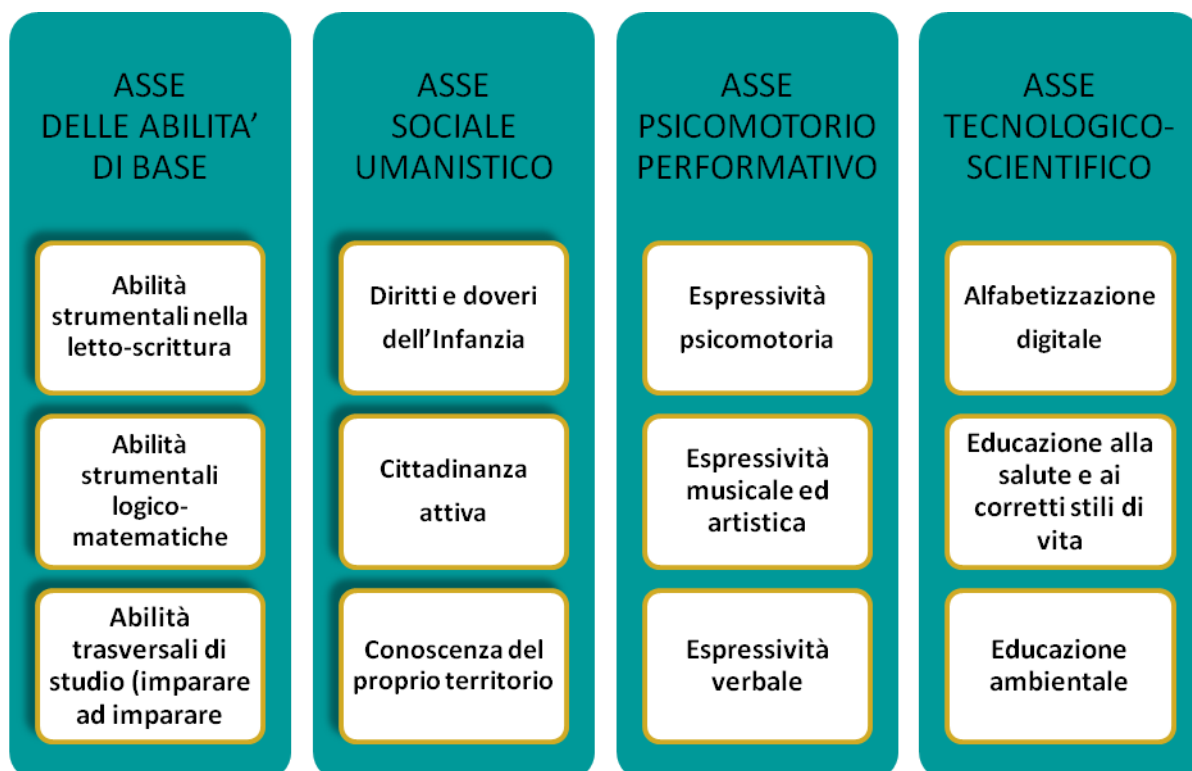 ASSE
DELLE ABILITA’
DI BASE
Abilità
strumentali nella
letto-scrittura
Abilità
strumentali
logico-
matematiche
Abilità
trasversali di
studio (imparare
ad imparare
ASSE
SOCIALE
UMANISTICO
Diritti e doveri
dell’Infanzia
Cittadinanza
attiva
Conoscenza del
proprio territorio
ASSE
PSICOMOTORIO
PERFORMATIVO
Espressività
psicomotoria
Espressività
musicale ed
artistica
Espressività
verbale
ASSE
TECNOLOGICO-
SCIENTIFICO
Alfabetizzazione
digitale
Educazione alla
salute e ai
corretti stili di
vita
Educazione
ambientale